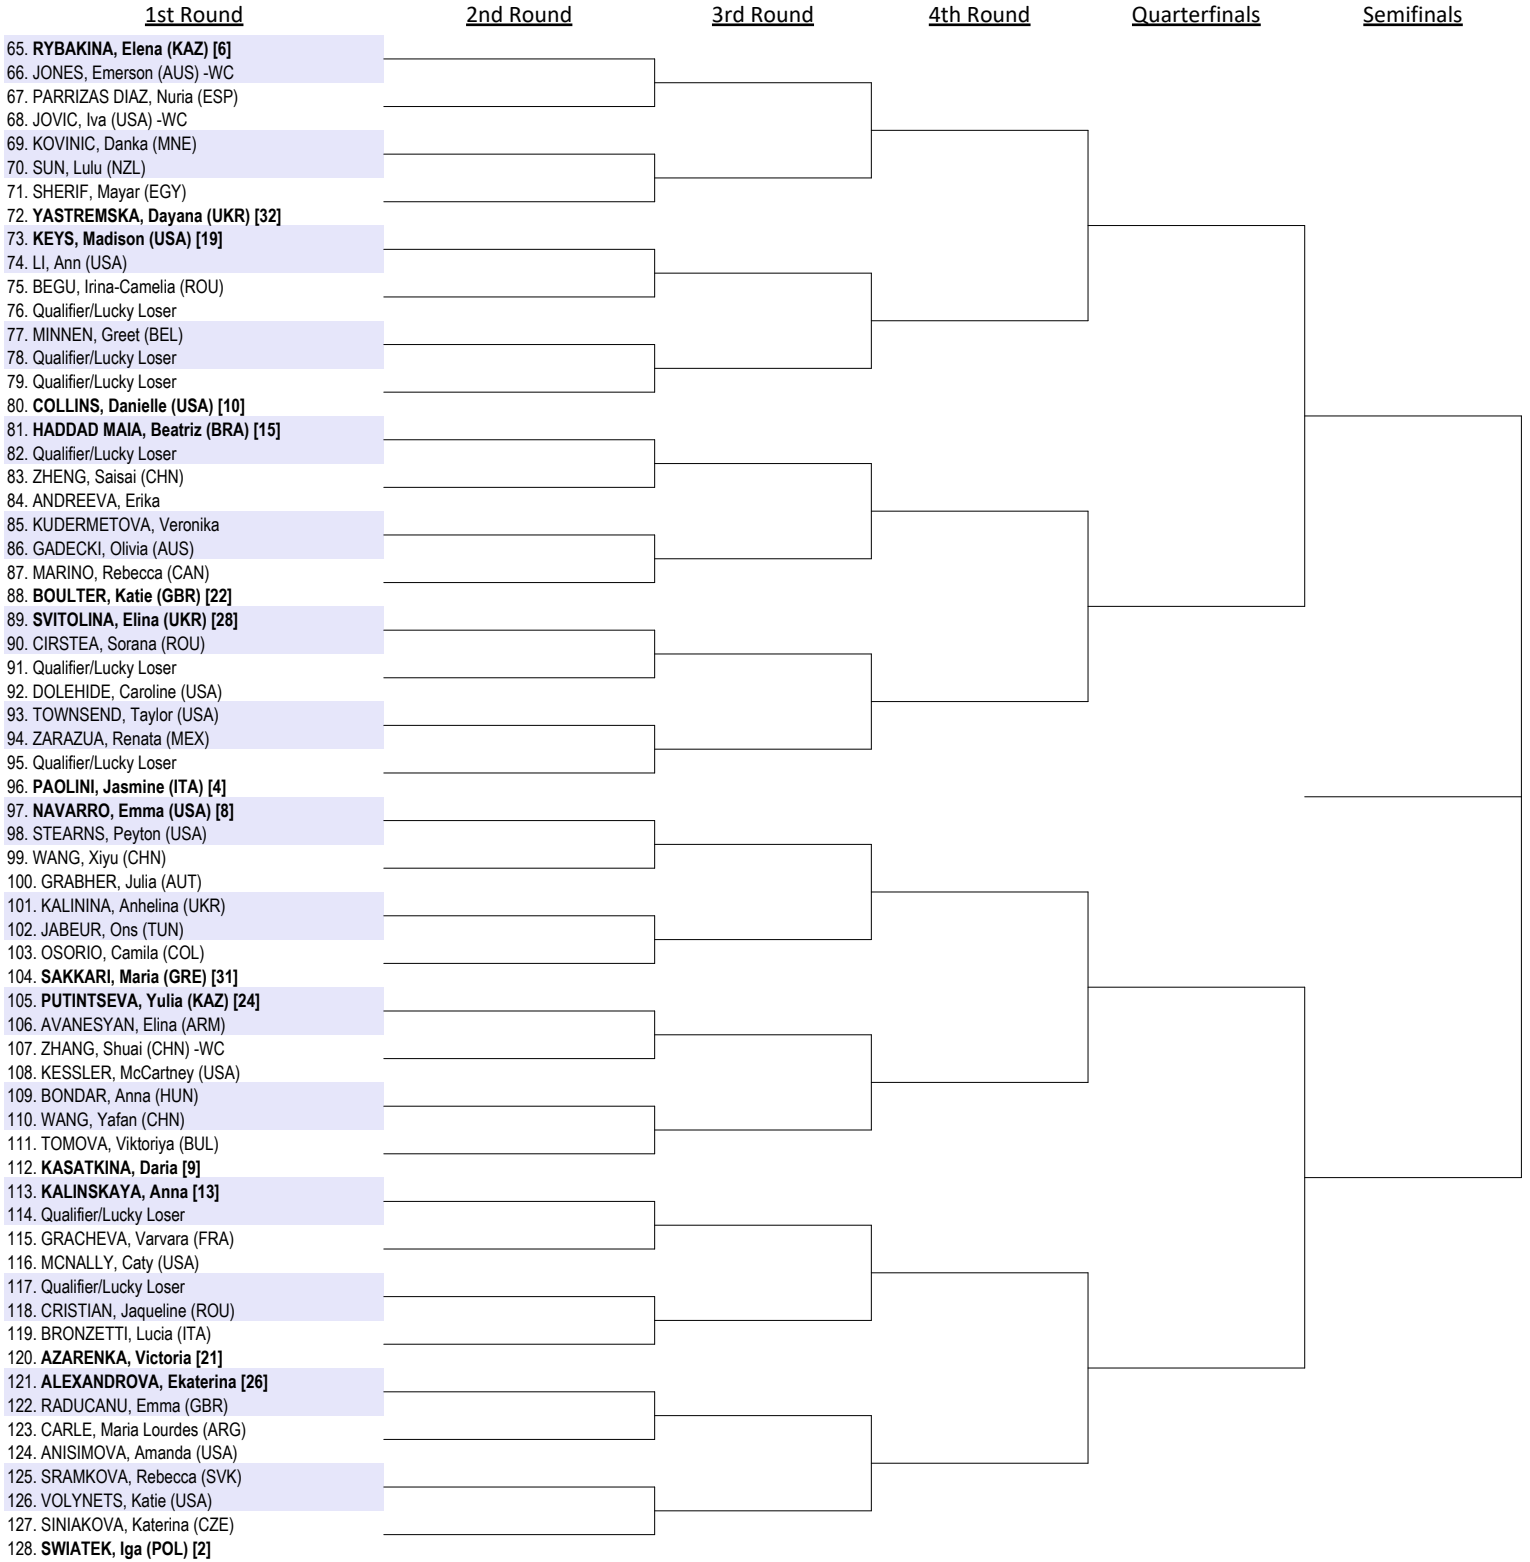 1st Round 2nd Round 3rd Round 4th Round Quarterfinals Semifinals
65. RYBAKINA, Elena (KAZ) [6]
66. JONES, Emerson (AUS) -WC
67. PARRIZAS DIAZ, Nuria (ESP)
68. JOVIC, Iva (USA) -WC
69. KOVINIC, Danka (MNE)
70. SUN, Lulu (NZL)
71. SHERIF, Mayar (EGY)
72. YASTREMSKA, Dayana (UKR) [32]
73. KEYS, Madison (USA) [19]
74. LI, Ann (USA)
75. BEGU, Irina-Camelia (ROU)
76. Qualifier/Lucky Loser
77. MINNEN, Greet (BEL)
78. Qualifier/Lucky Loser
79. Qualifier/Lucky Loser
80. COLLINS, Danielle (USA) [10]
81. HADDAD MAIA, Beatriz (BRA) [15]
82. Qualifier/Lucky Loser
83. ZHENG, Saisai (CHN)
84. ANDREEVA, Erika
85. KUDERMETOVA, Veronika
86. GADECKI, Olivia (AUS)
87. MARINO, Rebecca (CAN)
88. BOULTER, Katie (GBR) [22]
89. SVITOLINA, Elina (UKR) [28]
90. CIRSTEA, Sorana (ROU)
91. Qualifier/Lucky Loser
92. DOLEHIDE, Caroline (USA)
93. TOWNSEND, Taylor (USA)
94. ZARAZUA, Renata (MEX)
95. Qualifier/Lucky Loser
96. PAOLINI, Jasmine (ITA) [4]
97. NAVARRO, Emma (USA) [8]
98. STEARNS, Peyton (USA)
99. WANG, Xiyu (CHN)
100. GRABHER, Julia (AUT)
101. KALININA, Anhelina (UKR)
102. JABEUR, Ons (TUN)
103. OSORIO, Camila (COL)
104. SAKKARI, Maria (GRE) [31]
105. PUTINTSEVA, Yulia (KAZ) [24]
106. AVANESYAN, Elina (ARM)
107. ZHANG, Shuai (CHN) -WC
108. KESSLER, McCartney (USA)
109. BONDAR, Anna (HUN)
110. WANG, Yafan (CHN)
111. TOMOVA, Viktoriya (BUL)
112. KASATKINA, Daria [9]
113. KALINSKAYA, Anna [13]
114. Qualifier/Lucky Loser
115. GRACHEVA, Varvara (FRA)
116. MCNALLY, Caty (USA)
117. Qualifier/Lucky Loser
118. CRISTIAN, Jaqueline (ROU)
119. BRONZETTI, Lucia (ITA)
120. AZARENKA, Victoria [21]
121. ALEXANDROVA, Ekaterina [26]
122. RADUCANU, Emma (GBR)
123. CARLE, Maria Lourdes (ARG)
124. ANISIMOVA, Amanda (USA)
125. SRAMKOVA, Rebecca (SVK)
126. VOLYNETS, Katie (USA)
127. SINIAKOVA, Katerina (CZE)
128. SWIATEK, Iga (POL) [2]